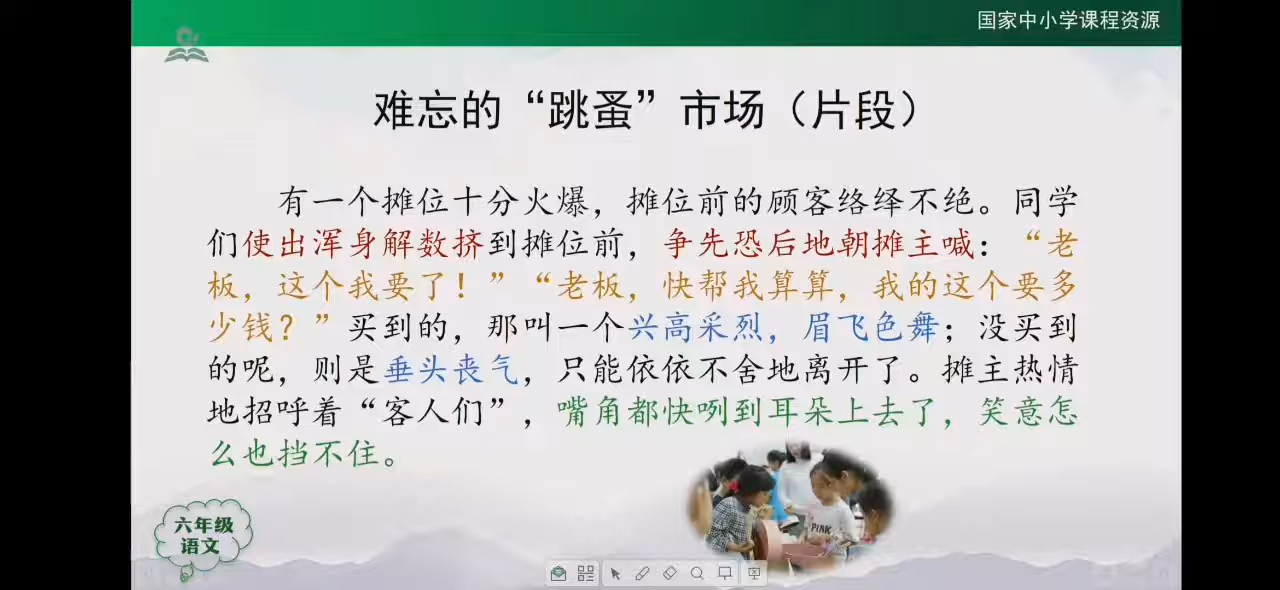 国家中小学课程资源
难忘的“跳蚤”市场（片段）
有一个摊位十分火爆，摊位前的顾客络绎不绝。同学
们使出浑身解数挤到摊位前，争先恐后地朝摊主喊：“老
板，这个我要了！”“老板，快帮我算算，我的这个要多
少钱？”买到的，那叫一个兴高采烈，眉飞色舞；没买到
的呢，则是垂头丧气，只能依依不舍地离开了。摊主热情
地招呼着“客人们”，嘴角都快咧到耳朵上去了，笑意怎
么也挡不住。
PINK
六年级
语文